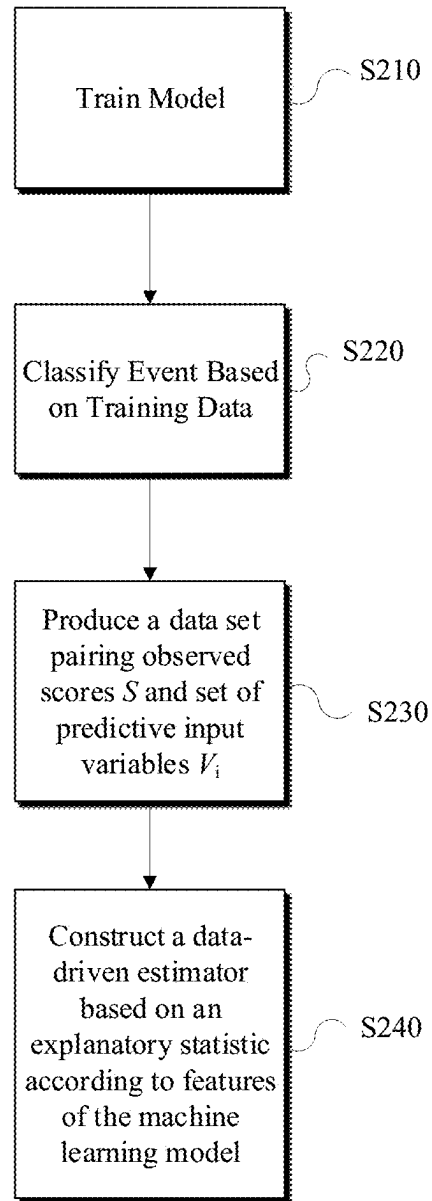 Train Model
S210
Classify Event Based
on Training Data
S220
Produce a data set
pairing observed
scores S and set of
predictive input
variables Vi
S230
Construct a data-
driven estimator
based on an
explanatory statistic
according to features
of the machine
learning model
S240